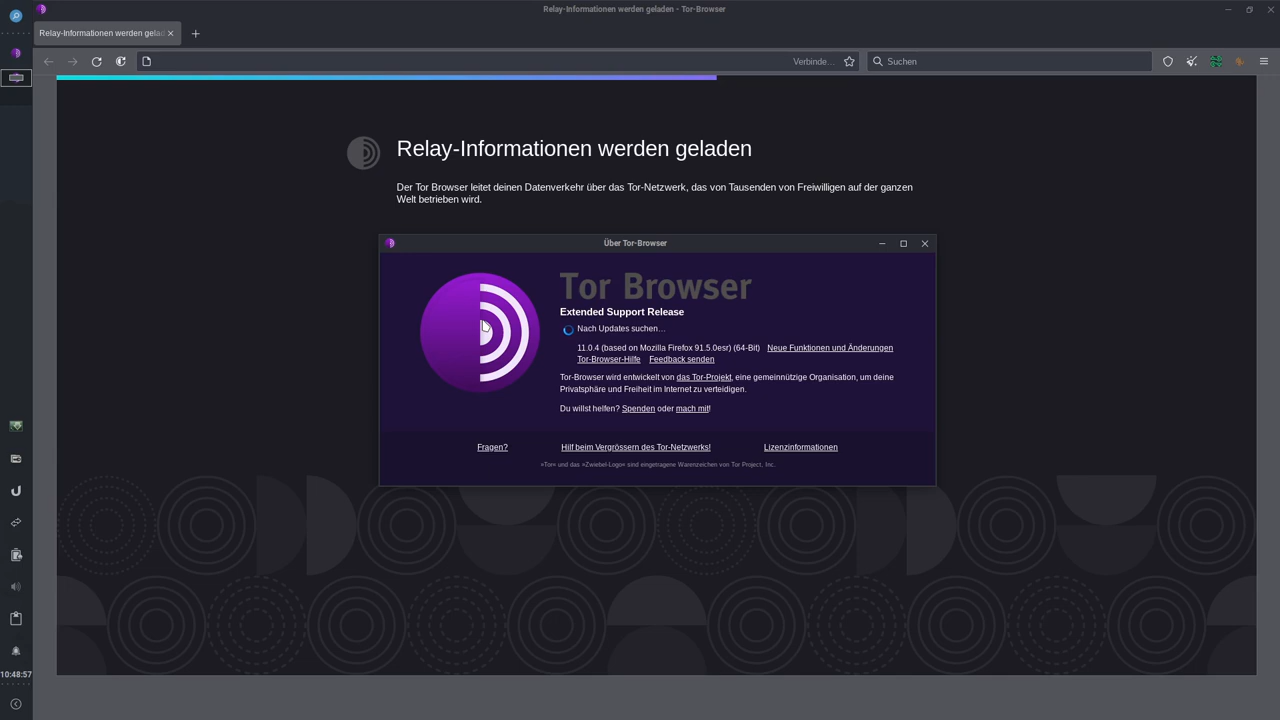 Relay-Informationen werden geladen - Tor-Browser
Relay-Informationen werden gelad
Verbinde…
Suchen
Relay-Informationen werden geladen
Der Tor Browser leitet deinen Datenverkehr über das Tor-Netzwerk, das von Tausenden von Freiwilligen auf der ganzen
Welt betrieben wird.
Über Tor-Browser
Tor Browser
Extended Support Release
Nach Updates suchen…
11.0.4 (based on Mozilla Firefox 91.5.0esr) (64-Bit) Neue Funktionen und Änderungen
Tor-Browser-Hilfe Feedback senden
Tor-Browser wird entwickelt von das Tor-Projekt, eine gemeinnützige Organisation, um deine
Privatsphäre und Freiheit im Internet zu verteidigen.
Du willst helfen? Spenden oder mach mit!
Fragen? Hilf beim Vergrössern des Tor-Netzwerks! Lizenzinformationen
»Tor« und das »Zwiebel-Logo« sind eingetragene Warenzeichen von Tor Project, Inc.
10:48:57